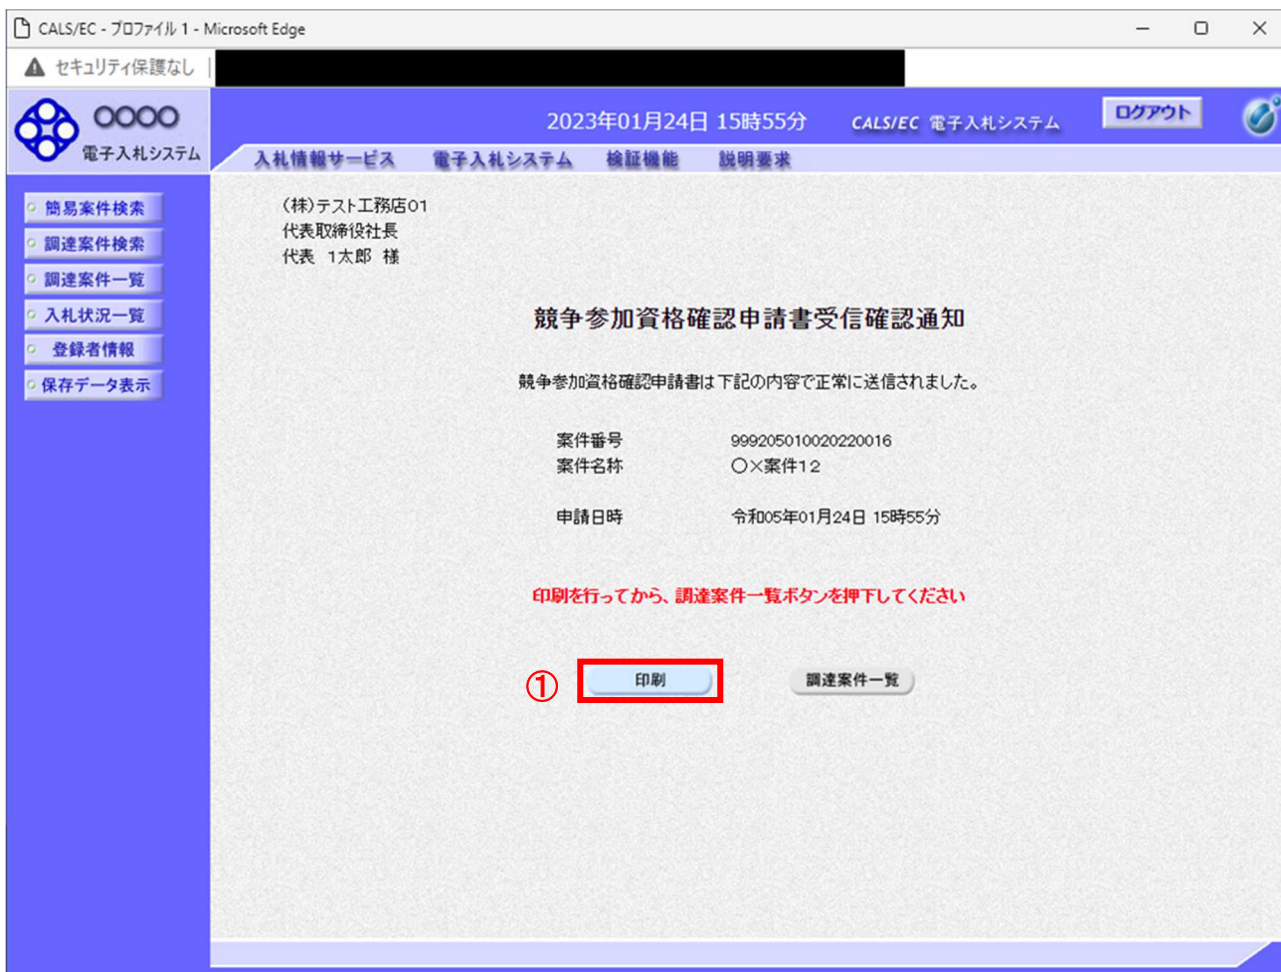 CALS/EC - プロファイル 1 - Microsoft Edge
セキュリティ保護なし
〇〇〇〇
電子入札システム
2023年01月24日 15時55分
CALS/EC 電子入札システム
ログアウト
入札情報サービス 電子入札システム 検証機能 説明要求
簡易案件検索
調達案件検索
調達案件一覧
入札状況一覧
登録者情報
保存データ表示
(株)テスト工務店01
代表取締役社長
代表 1太郎 様
競争参加資格確認申請書受信確認通知
競争参加資格確認申請書は下記の内容で正常に送信されました。
案件番号 999205010020220016
案件名称 〇×案件12
申請日時 令和05年01月24日 15時55分
印刷を行ってから、調達案件一覧ボタンを押下してください
① 印刷 調達案件一覧